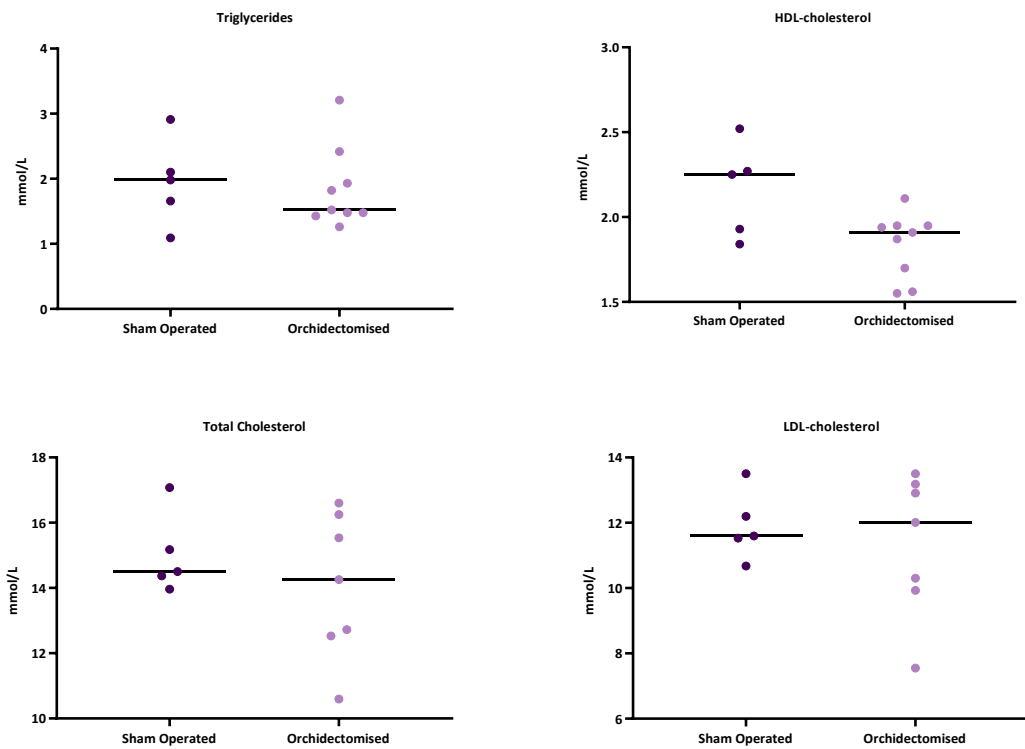 Triglycerides
4
3
2
1
0
mmol/L
Sham Operated
Orchidectomised
HDL-cholesterol
3.0
2.5
2.0
1.5
mmol/L
Sham Operated
Orchidectomised
Total Cholesterol
18
16
14
12
10
mmol/L
Sham Operated
Orchidectomised
LDL-cholesterol
14
12
10
8
6
mmol/L
Sham Operated
Orchidectomised